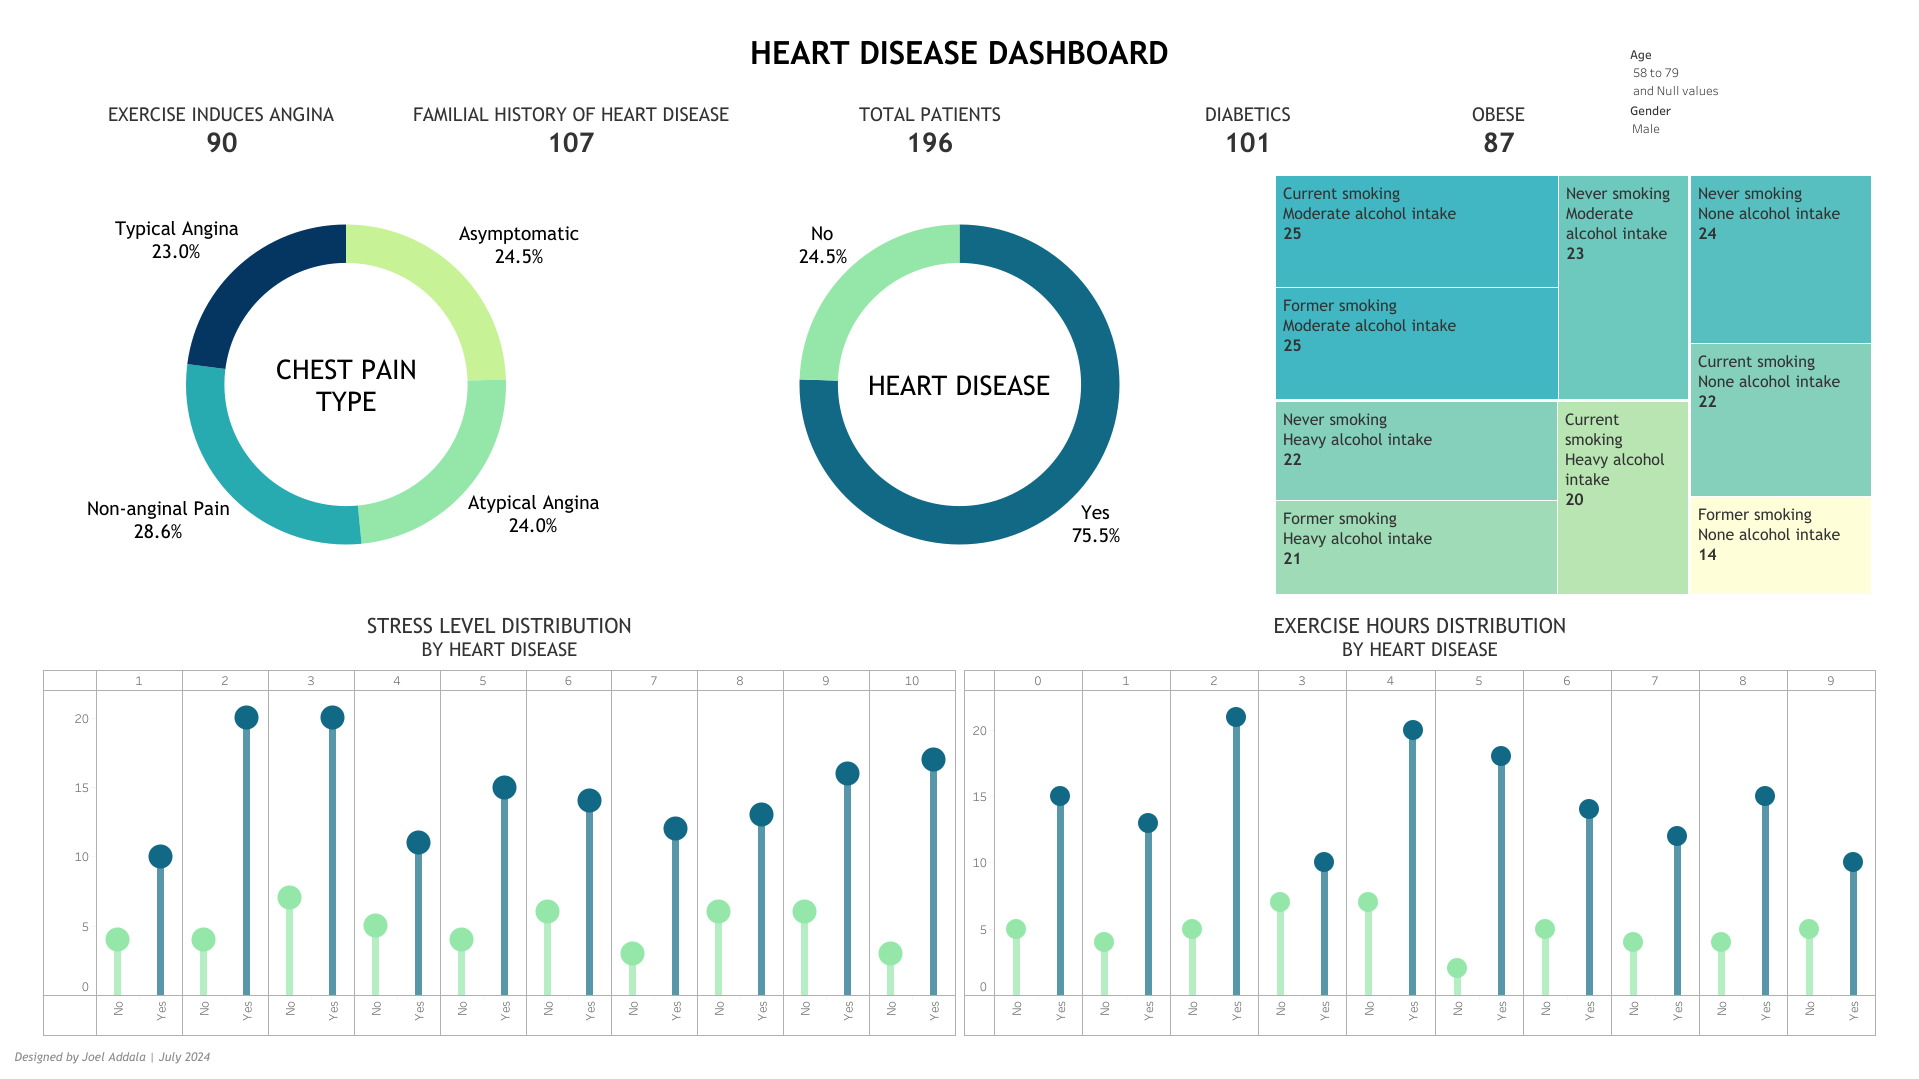 HEART DISEASE DASHBOARD
Age
58 to 79
and Null values
Gender
Male
EXERCISE INDUCES ANGINA
90
FAMILIAL HISTORY OF HEART DISEASE
107
TOTAL PATIENTS
196
DIABETICS
101
OBESE
87
Typical Angina
23.0%
Asymptomatic
24.5%
CHEST PAIN
TYPE
Non-anginal Pain
28.6%
Atypical Angina
24.0%
No
24.5%
HEART DISEASE
Yes
75.5%
Current smoking
Moderate alcohol intake
25
Former smoking
Moderate alcohol intake
25
Never smoking
Heavy alcohol intake
22
Former smoking
Heavy alcohol intake
21
Never smoking
Moderate
alcohol intake
23
Current
smoking
Heavy alcohol
intake
20
Never smoking
None alcohol intake
24
Current smoking
None alcohol intake
22
Former smoking
None alcohol intake
14
STRESS LEVEL DISTRIBUTION
BY HEART DISEASE
1 2 3 4 5 6 7 8 9 10
20
15
10
5
0
No Yes No Yes No Yes No Yes No Yes No Yes No Yes No Yes No Yes No Yes
EXERCISE HOURS DISTRIBUTION
BY HEART DISEASE
0 1 2 3 4 5 6 7 8 9
20
15
10
5
0
No Yes No Yes No Yes No Yes No Yes No Yes No Yes No Yes No Yes No Yes
Designed by Joel Addala | July 2024